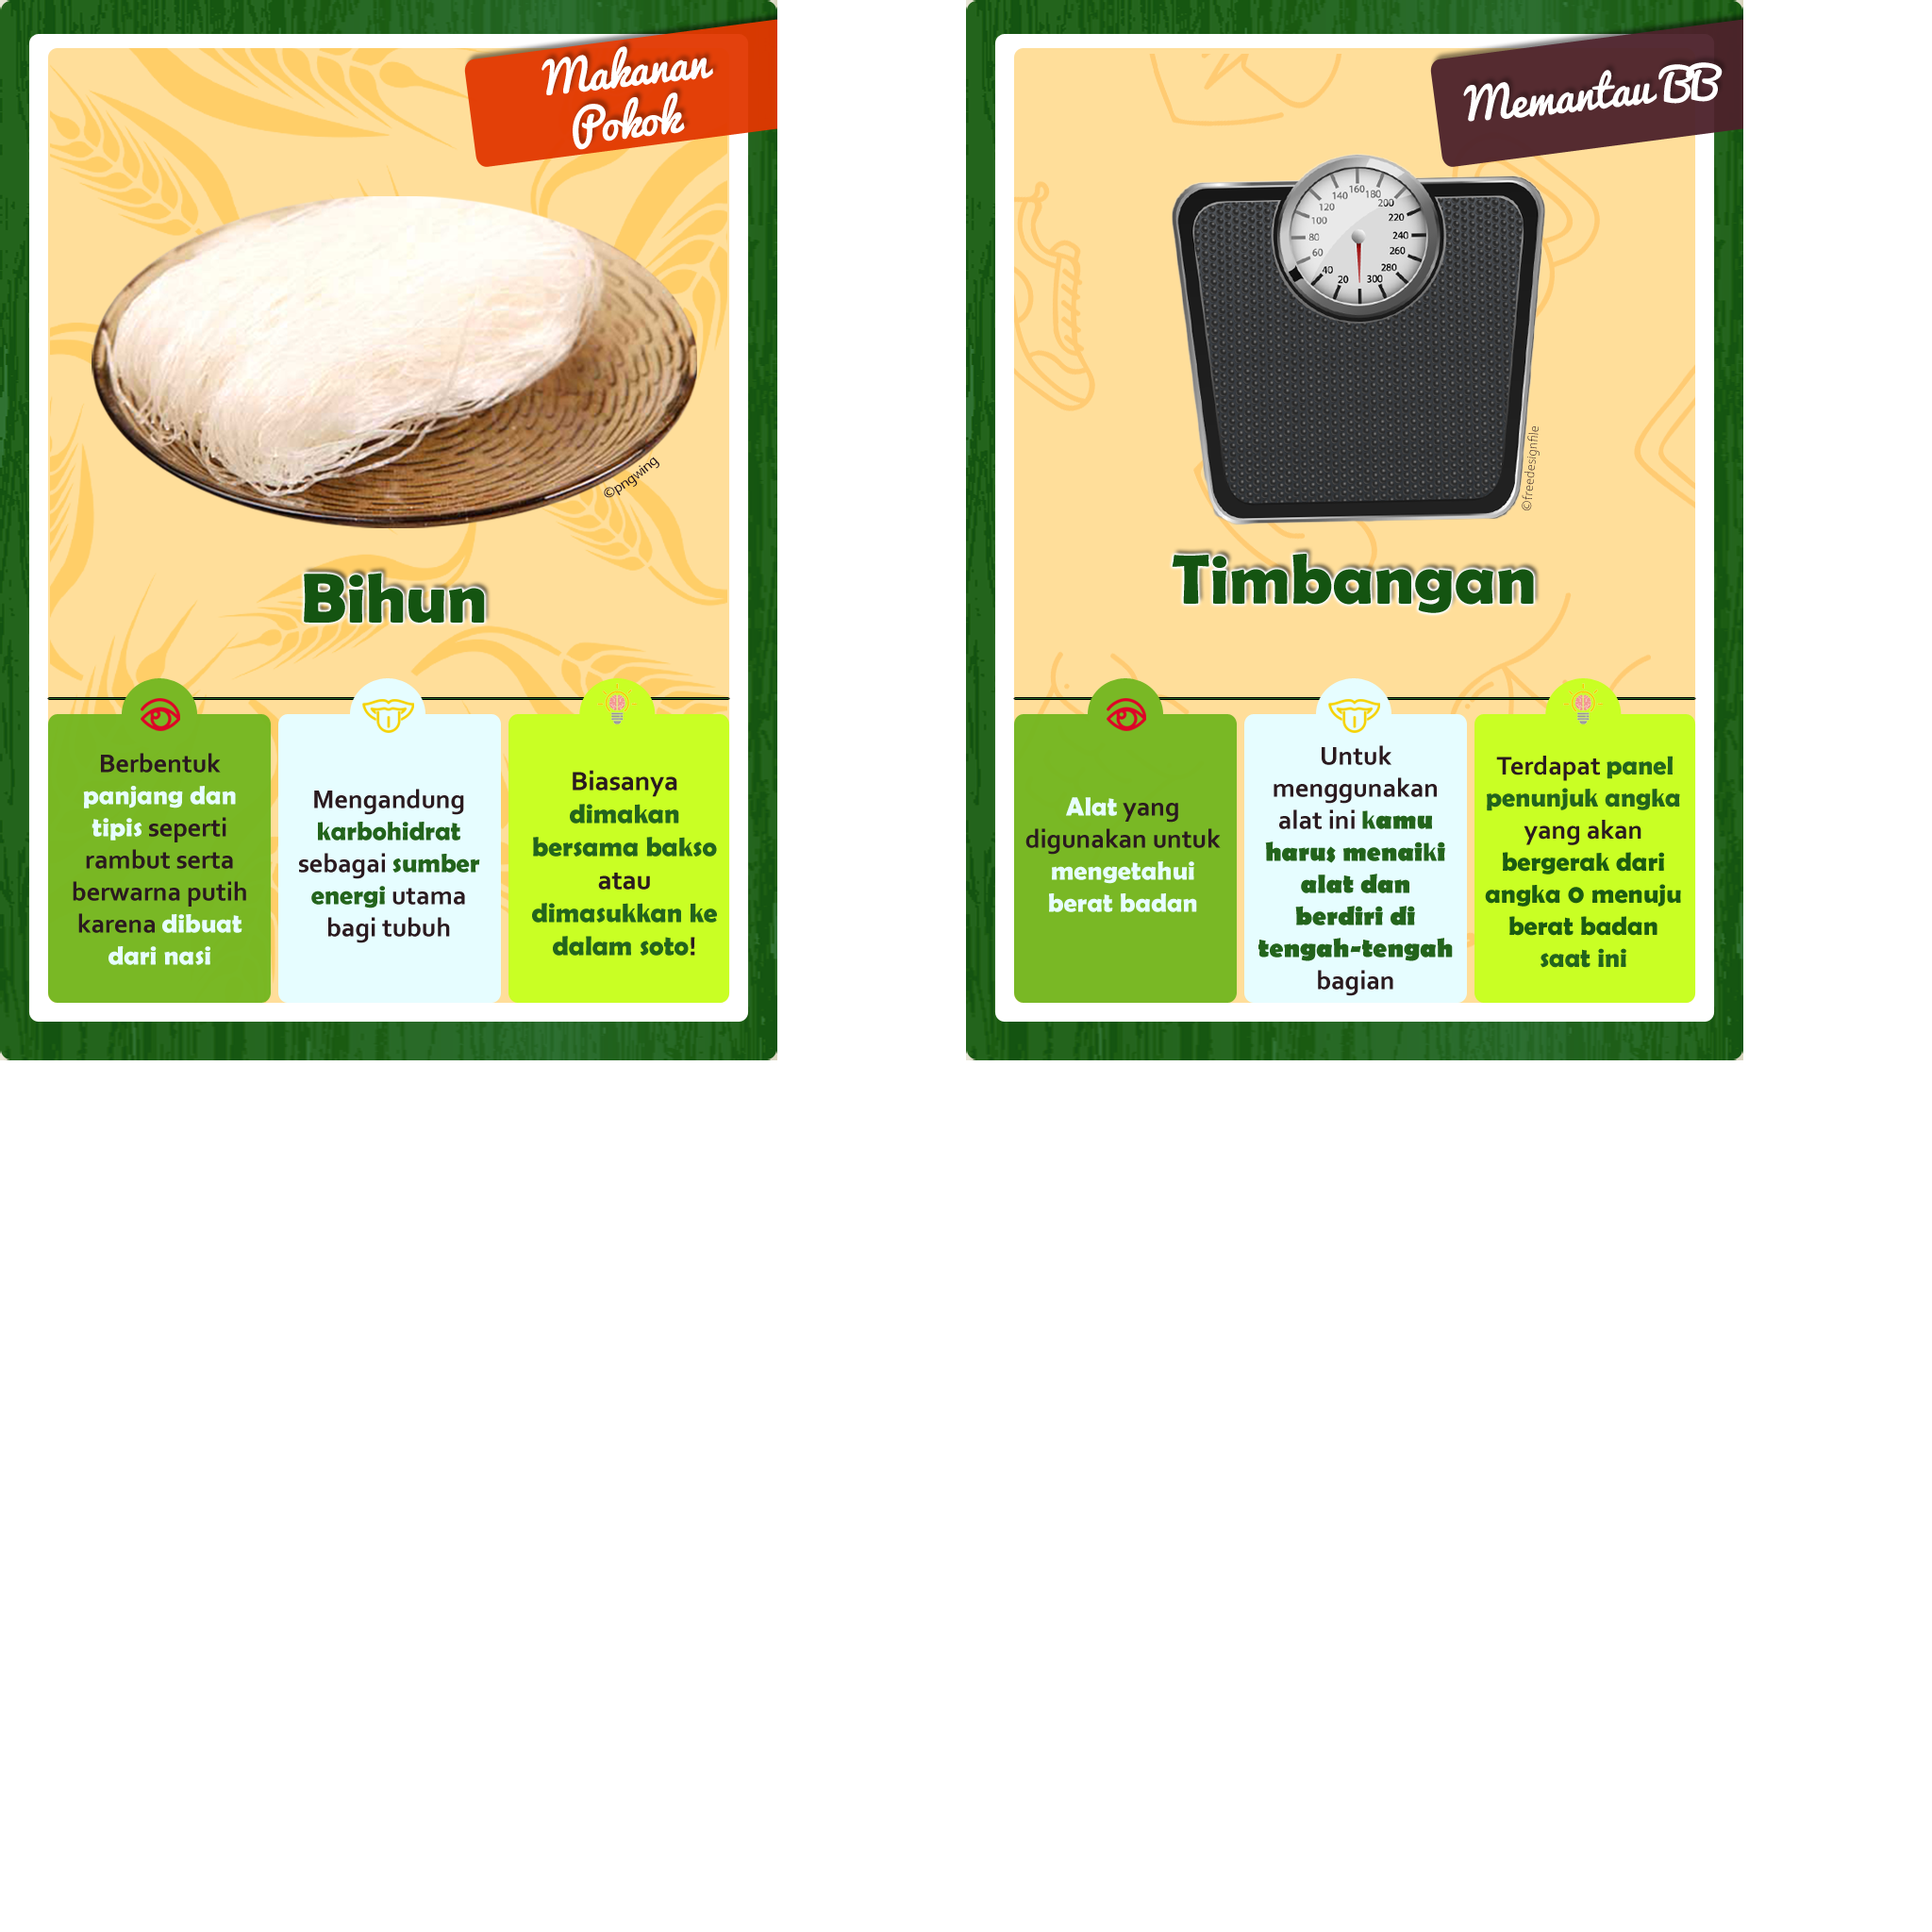 Makanan
Pokok
©pngwing
Bihun
Berbentuk
panjang dan
tipis seperti
rambut serta
berwarna putih
karena dibuat
dari nasi
Mengandung
karbohidrat
sebagai sumber
energi utama
bagi tubuh
Biasanya
dimakan
bersama bakso
atau
dimasukkan ke
dalam soto!
Memantau BB
20
40
60
80
100
120
140
160
180
200
220
240
260
280
300
©freedesignfile
Timbangan
Alat yang
digunakan untuk
mengetahui
berat badan
Untuk
menggunakan
alat ini kamu
harus menaiki
alat dan
berdiri di
tengah-tengah
bagian
Terdapat panel
penunjuk angka
yang akan
bergerak dari
angka 0 menuju
berat badan
saat ini